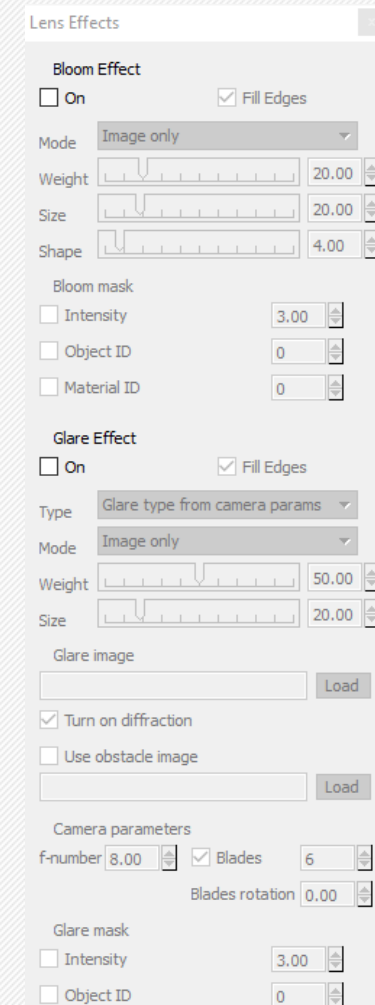 Lens Effects
Bloom Effect
On Fill Edges
Mode Image only
Weight 20.00
Size 20.00
Shape 4.00
Bloom mask
Intensity 3.00
Object ID 0
Material ID 0
Glare Effect
On Fill Edges
Type Glare type from camera params
Mode Image only
Weight 50.00
Size 20.00
Glare image
Load
Turn on diffraction
Use obstacle image
Load
Camera parameters
f-number 8.00 Blades 6
Blades rotation 0.00
Glare mask
Intensity 3.00
Object ID 0